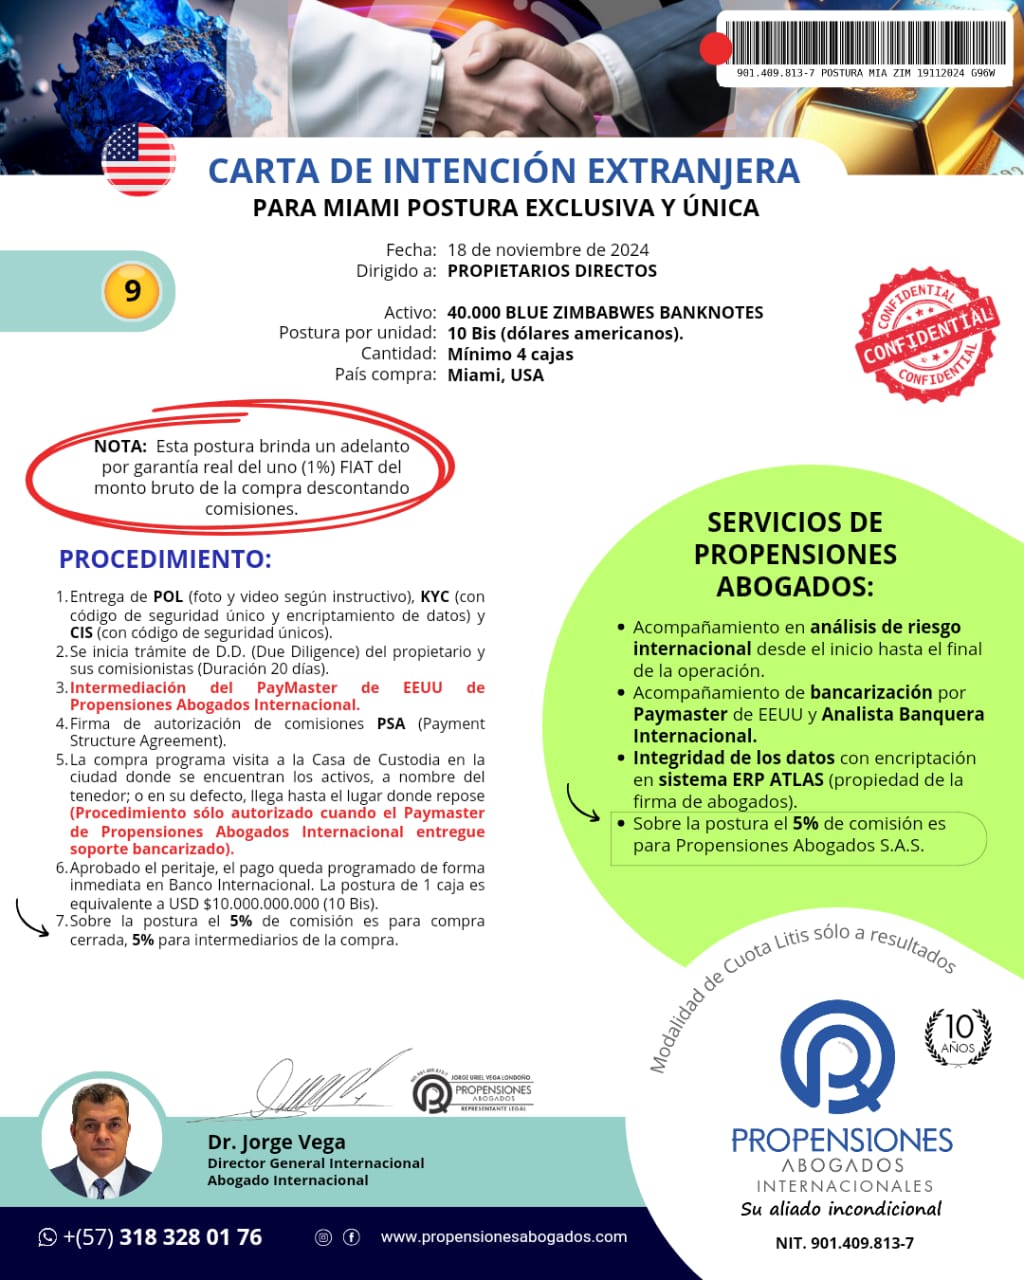 901.409.813-7 POSTURA MIA ZIM 19112024 G96W
CARTA DE INTENCIÓN EXTRANJERA
PARA MIAMI POSTURA EXCLUSIVA Y ÚNICA
Fecha: 18 de noviembre de 2024
Dirigido a: PROPIETARIOS DIRECTOS
9
Activo: 40.000 BLUE ZIMBABWES BANKNOTES
Postura por unidad: 10 Bis (dólares americanos).
Cantidad: Mínimo 4 cajas
País compra: Miami, USA
CONFIDENTIAL
CONFIDENTIAL
CONFIDENTIAL
NOTA: Esta postura brinda un adelanto
por garantía real del uno (1%) FIAT del
monto bruto de la compra descontando
comisiones.
PROCEDIMIENTO:
1. Entrega de POL (foto y video según instructivo), KYC (con
código de seguridad único y encriptamiento de datos) y
CIS (con código de seguridad únicos).
2. Se inicia trámite de D.D. (Due Diligence) del propietario y
sus comisionistas (Duración 20 días).
3. Intermediación del PayMaster de EEUU de
Propensiones Abogados Internacional.
4. Firma de autorización de comisiones PSA (Payment
Structure Agreement).
5. La compra programa visita a la Casa de Custodia en la
ciudad donde se encuentran los activos, a nombre del
tenedor; o en su defecto, llega hasta el lugar donde repose
(Procedimiento sólo autorizado cuando el Paymaster
de Propensiones Abogados Internacional entregue
soporte bancarizado).
6. Aprobado el peritaje, el pago queda programado de forma
inmediata en Banco Internacional. La postura de 1 caja es
equivalente a USD $10.000.000.000 (10 Bis).
7. Sobre la postura el 5% de comisión es para compra
cerrada, 5% para intermediarios de la compra.
SERVICIOS DE
PROPENSIONES
ABOGADOS:
• Acompañamiento en análisis de riesgo
internacional desde el inicio hasta el final
de la operación.
• Acompañamiento de bancarización por
Paymaster de EEUU y Analista Banquera
Internacional.
• Integridad de los datos con encriptación
en sistema ERP ATLAS (propiedad de la
firma de abogados).
• Sobre la postura el 5% de comisión es
para Propensiones Abogados S.A.S.
Modalidad de Cuota Litis sólo a resultados
10
AÑOS
PROPENSIONES
ABOGADOS
INTERNACIONALES
Su aliado incondicional
NIT. 901.409.813-7
JORGE URIEL VEGA LONDOÑO
PROPENSIONES
ABOGADOS
REPRESENTANTE LEGAL
Dr. Jorge Vega
Director General Internacional
Abogado Internacional
+(57) 318 328 01 76
www.propensionesabogados.com